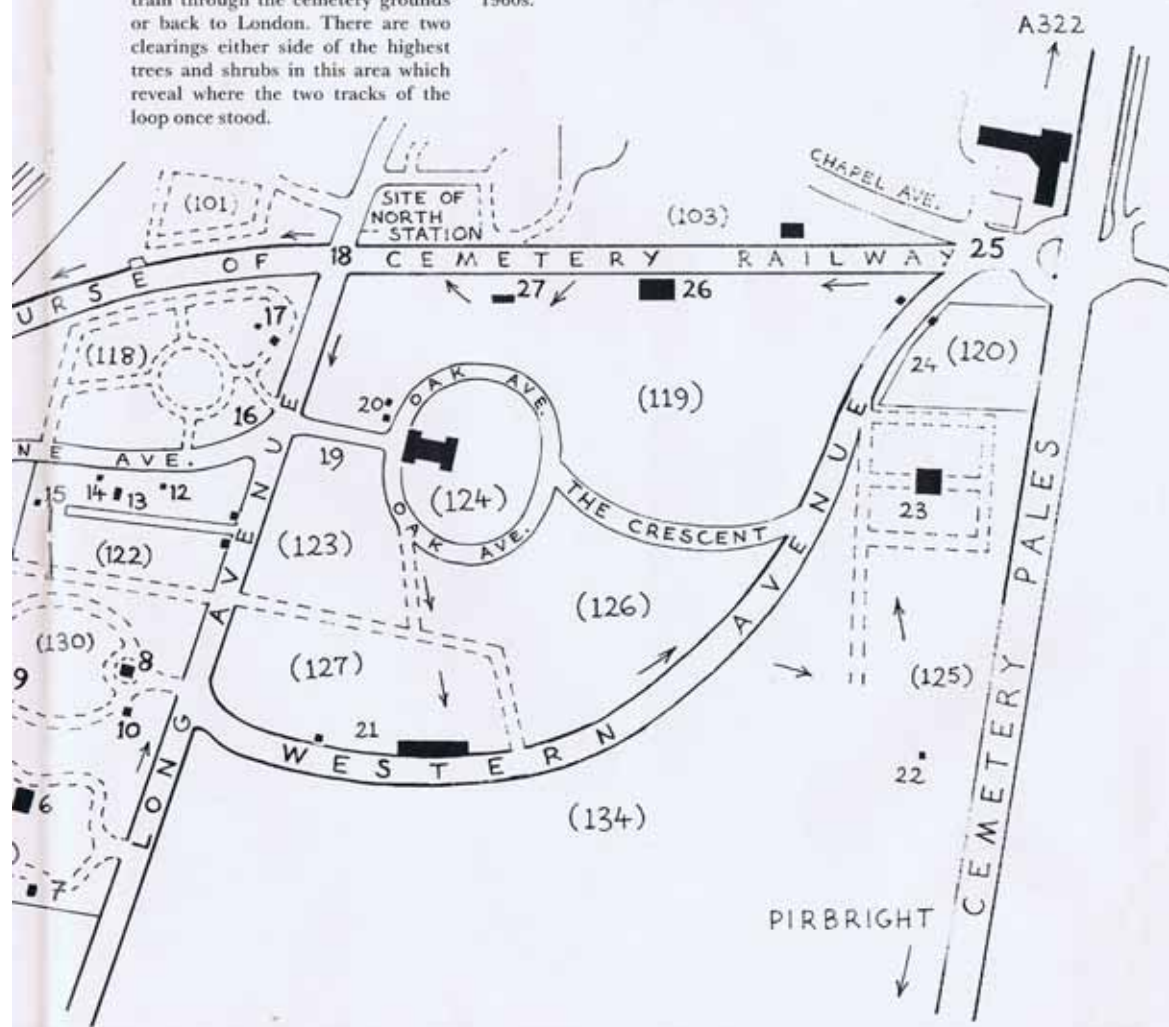 train through the cemetery grounds
or back to London. There are two
clearings either side of the highest
trees and shrubs in this area which
reveal where the two tracks of the
loop once stood.
1960s.
A322
CHAPEL AVE.
(101)
SITE OF
NORTH
STATION
(103)
URSE OF 18 CEMETERY RAILWAY 25
27
26
17
(118)
(120)
24
OAK AVE.
(119)
20
16
NE AVE.
19
15
14
13
12
(124)
THE CRESCENT
23
(123)
OAK AVE.
(122)
(126)
(130)
8
(127)
(125)
9
10
21
WESTERN AVENUE
22
6
(134)
LONG AVENUE
7
PIRBRIGHT
CEMETERY PALES